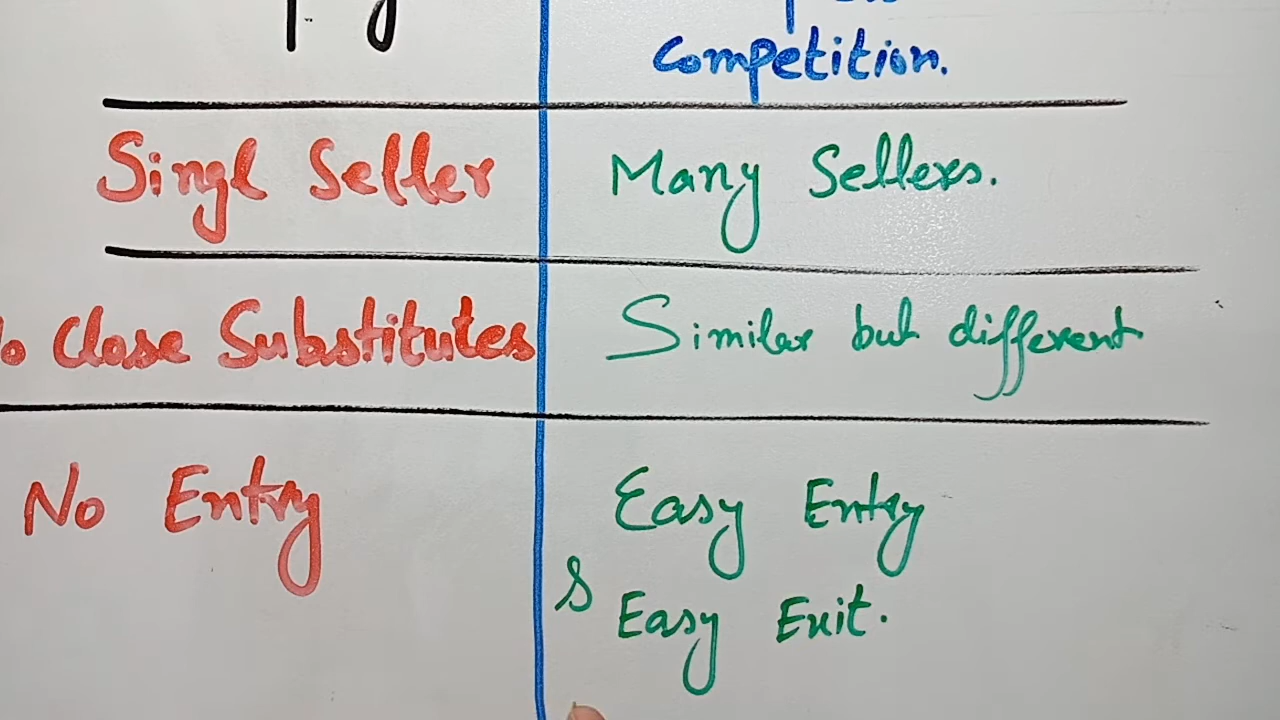 Competition.
Singl Seller
Many Sellers.
Close Substitutes
Similar but different
No Entry
Easy Entry
& Easy Exit.